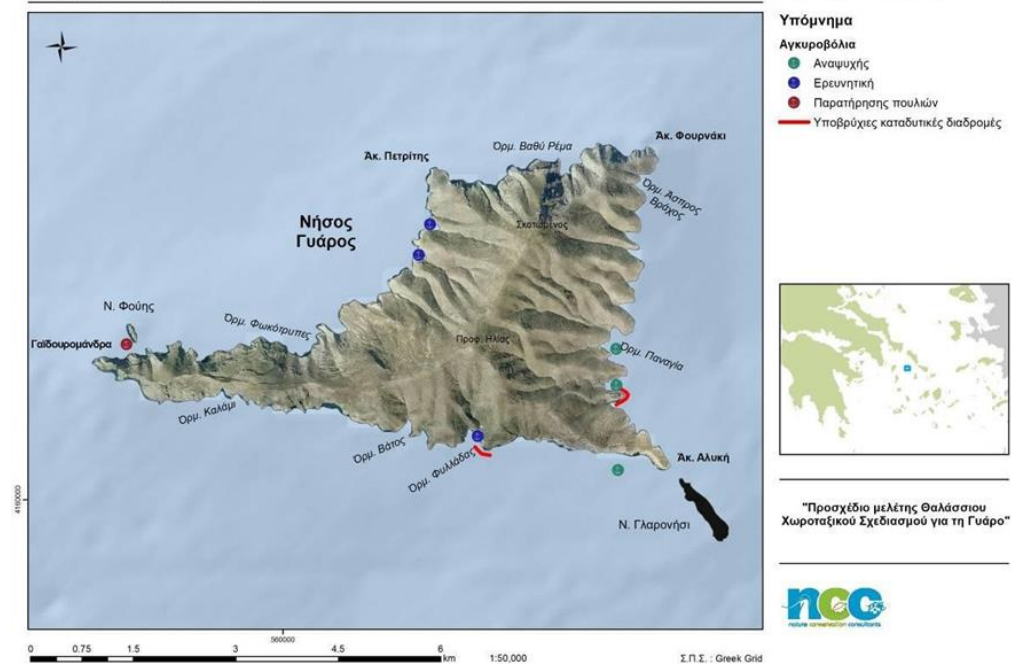 Υπόμνημα
Αγκυροβόλια
Αναψυχής
Ερευνητική
Παρατήρησης πουλιών
Υποβρύχιες καταδυτικές διαδρομές
Άκ. Φουρνάκι
Όρμ. Βαθύ Ρέμα
Άκ. Πετρίτης
Όρμ. Άσπρος
Βράχος
Νήσος
Γυάρος
Σκοτωμένος
Ν. Φούης
Όρμ. Φωκότρυπες
Γαϊδουρομάνδρα
Προφ. Ηλίας
Όρμ. Παναγία
Όρμ. Καλάμι
Όρμ. Βάτος
Όρμ. Φυλλάδας
Άκ. Αλυκή
Ν. Γλαρονήσι
4160000
560000
"Προσχέδιο μελέτης Θαλάσσιου
Χωροταξικού Σχεδιασμού για τη Γυάρο"
ncc
nature conservation consultants
0 0.75 1.5 3 4.5 6 km
1:50,000
Σ.Π.Σ. : Greek Grid